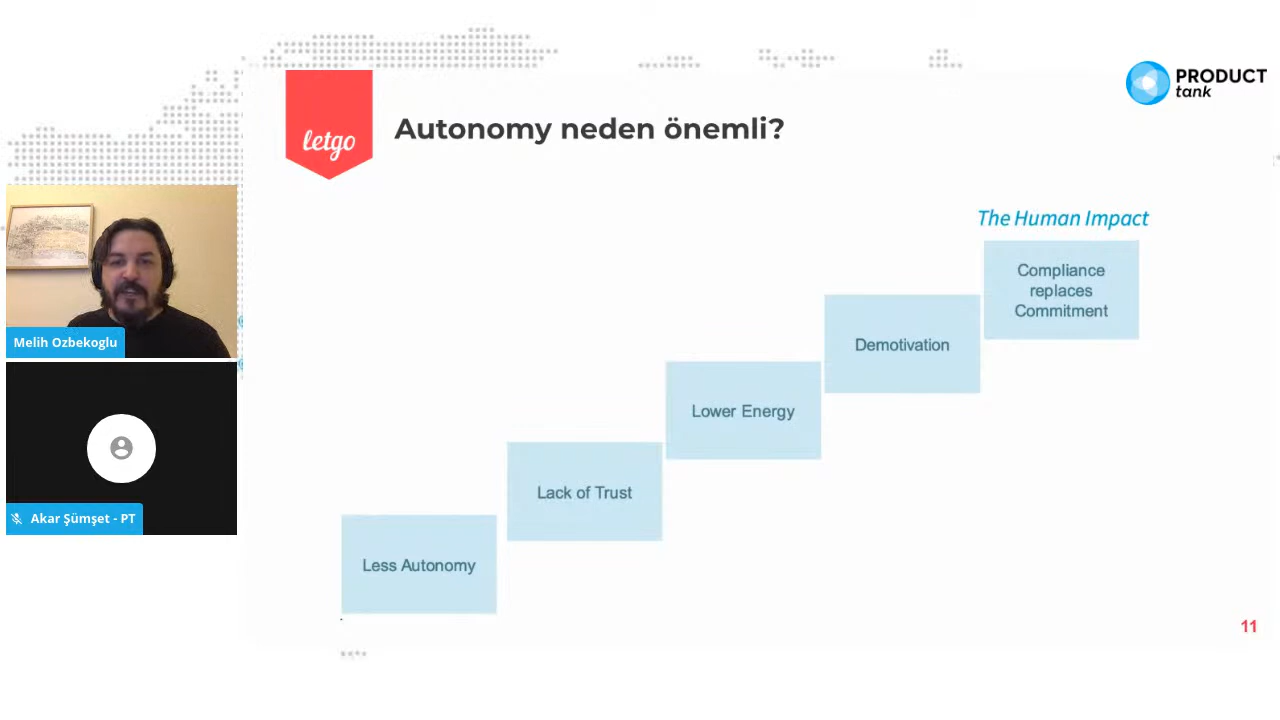 PRODUCT
tank
letgo
Autonomy neden önemli?
The Human Impact
Compliance
replaces
Commitment
Demotivation
Lower Energy
Lack of Trust
Less Autonomy
Melih Ozbekoglu
Akar Şümşet - PT
11